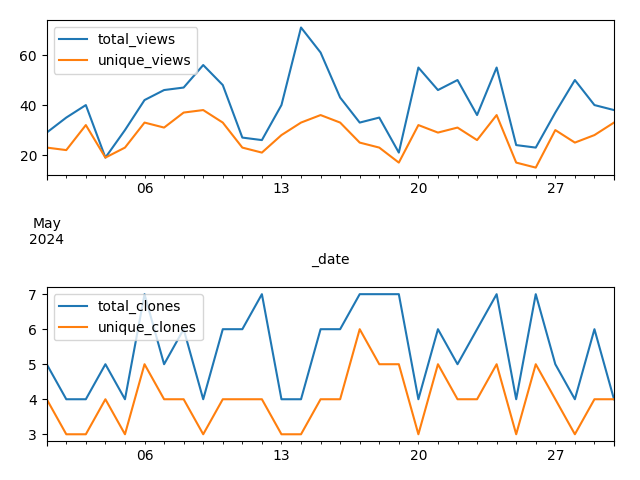 total_views
unique_views
60
40
20
06 13 20 27
May
2024
_date
total_clones
unique_clones
7
6
5
4
3
06 13 20 27